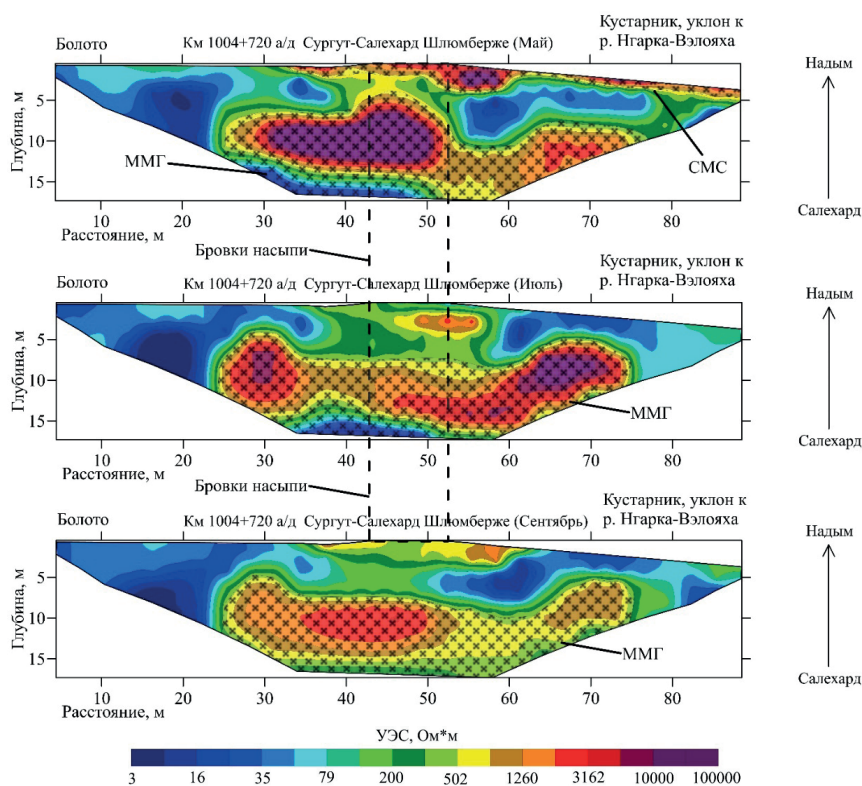 Болото
Км 1004+720 а/д Сургут-Салехард Шлюмберже (Май)
Кустарник, уклон к
р. Нгарка-Вэлояха
Надым
Глубина, м
5
10
15
ММГ
СМС
Салехард
10 20 30 40 50 60 70 80
Расстояние, м
Бровки насыпи
Болото
Км 1004+720 а/д Сургут-Салехард Шлюмберже (Июль)
Кустарник, уклон к
р. Нгарка-Вэлояха
Надым
Глубина, м
5
10
15
ММГ
Салехард
10 20 30 40 50 60 70 80
Расстояние, м
Бровки насыпи
Болото
Км 1004+720 а/д Сургут-Салехард Шлюмберже (Сентябрь)
Кустарник, уклон к
р. Нгарка-Вэлояха
Надым
Глубина, м
5
10
15
ММГ
Салехард
10 20 30 40 50 60 70 80
Расстояние, м
УЭС, Ом*м
3 16 35 79 200 502 1260 3162 10000 100000